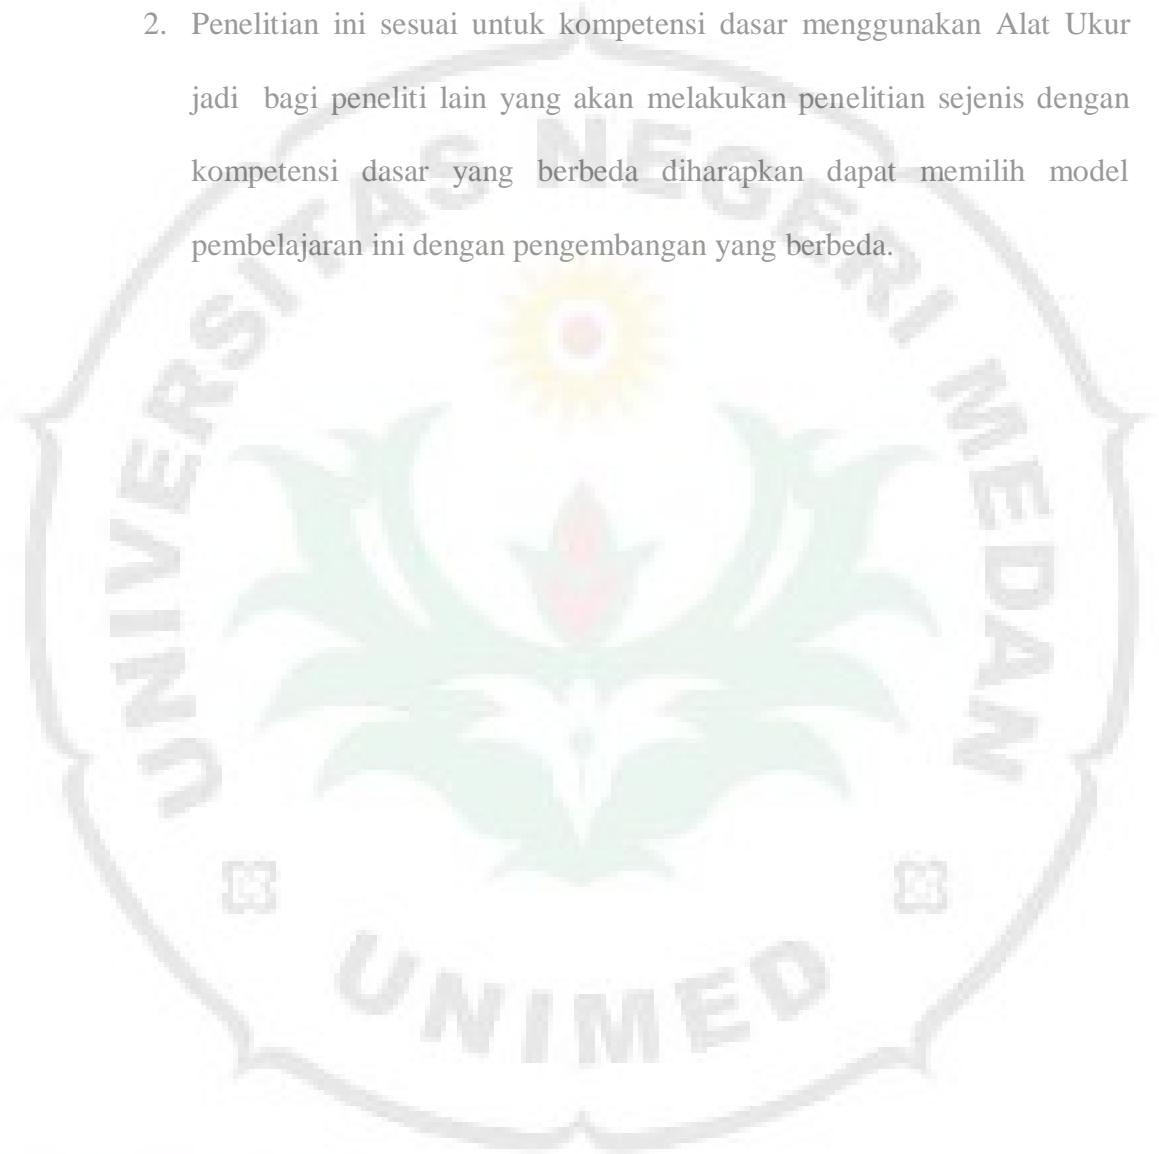 2. Penelitian ini sesuai untuk kompetensi dasar menggunakan Alat Ukur
jadi bagi peneliti lain yang akan melakukan penelitian sejenis dengan
kompetensi dasar yang berbeda diharapkan dapat memilih model
pembelajaran ini dengan pengembangan yang berbeda.
UNIVERSITAS NEGERI MEDAN
UNIMED